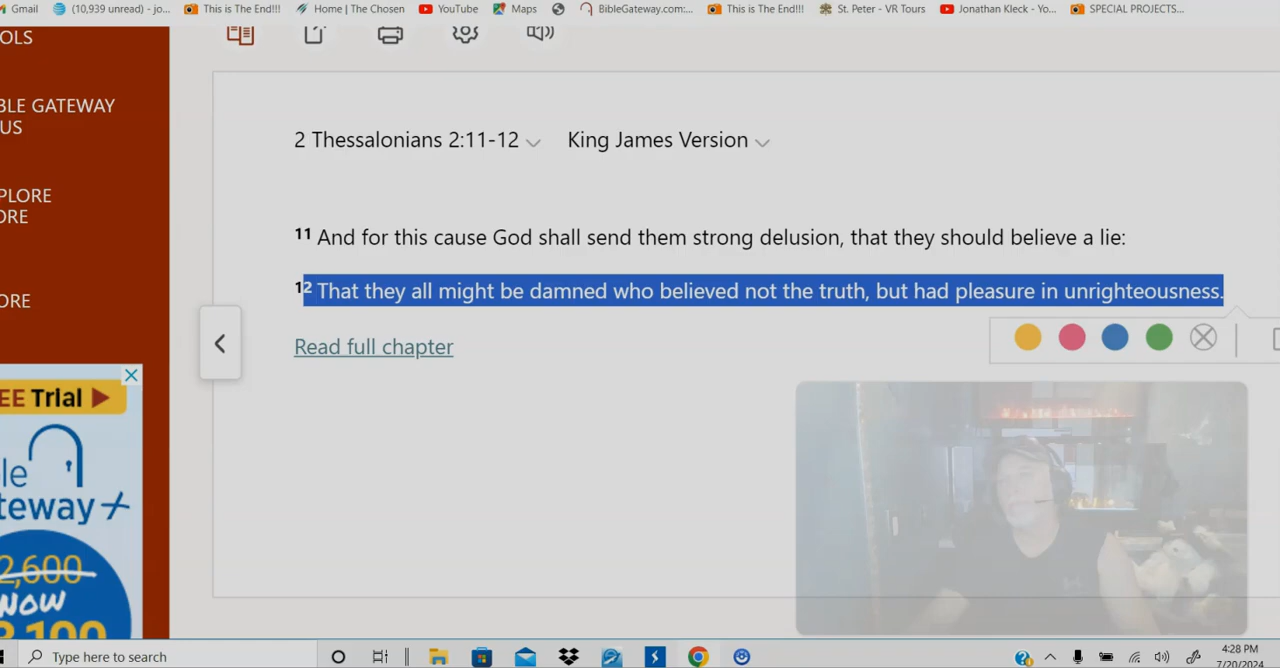 Gmail
(10,939 unread) - jo...
This is The End!!!
Home | The Chosen
YouTube
Maps
BibleGateway.com:...
This is The End!!!
St. Peter - VR Tours
Jonathan Kleck - Yo...
SPECIAL PROJECTS...
OLS
BLE GATEWAY
US
PLORE
ORE
ORE
2 Thessalonians 2:11-12
King James Version
11 And for this cause God shall send them strong delusion, that they should believe a lie:
12 That they all might be damned who believed not the truth, but had pleasure in unrighteousness.
Read full chapter
EE Trial
le
teway+
2,600
NOW
3,100
Type here to search
4:28 PM
7/20/2024